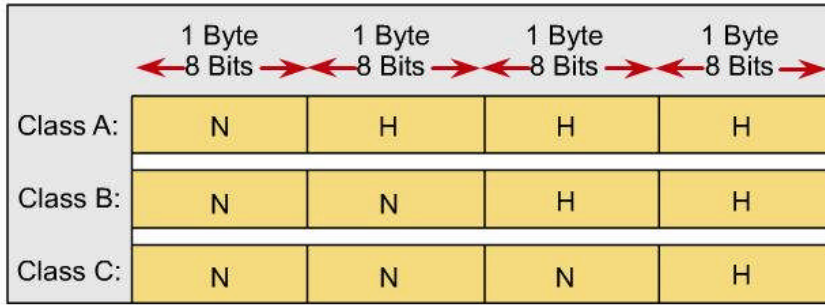 1 Byte 1 Byte 1 Byte 1 Byte
8 Bits 8 Bits 8 Bits 8 Bits
Class A: N H H H
Class B: N N H H
Class C: N N N H